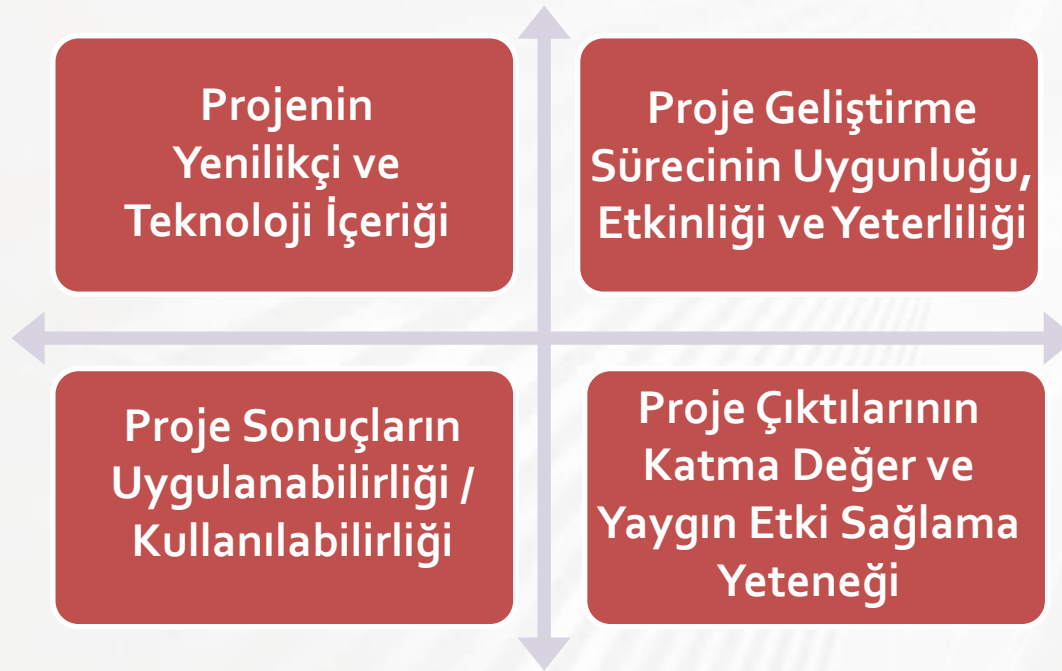 Projenin
Yenilikçi ve
Teknoloji İçeriği
Proje Geliştirme
Sürecinin Uygunluğu,
Etkinliği ve Yeterliliği
Proje Sonuçların
Uygulanabilirliği /
Kullanılabilirliği
Proje Çıktılarının
Katma Değer ve
Yaygın Etki Sağlama
Yeteneği